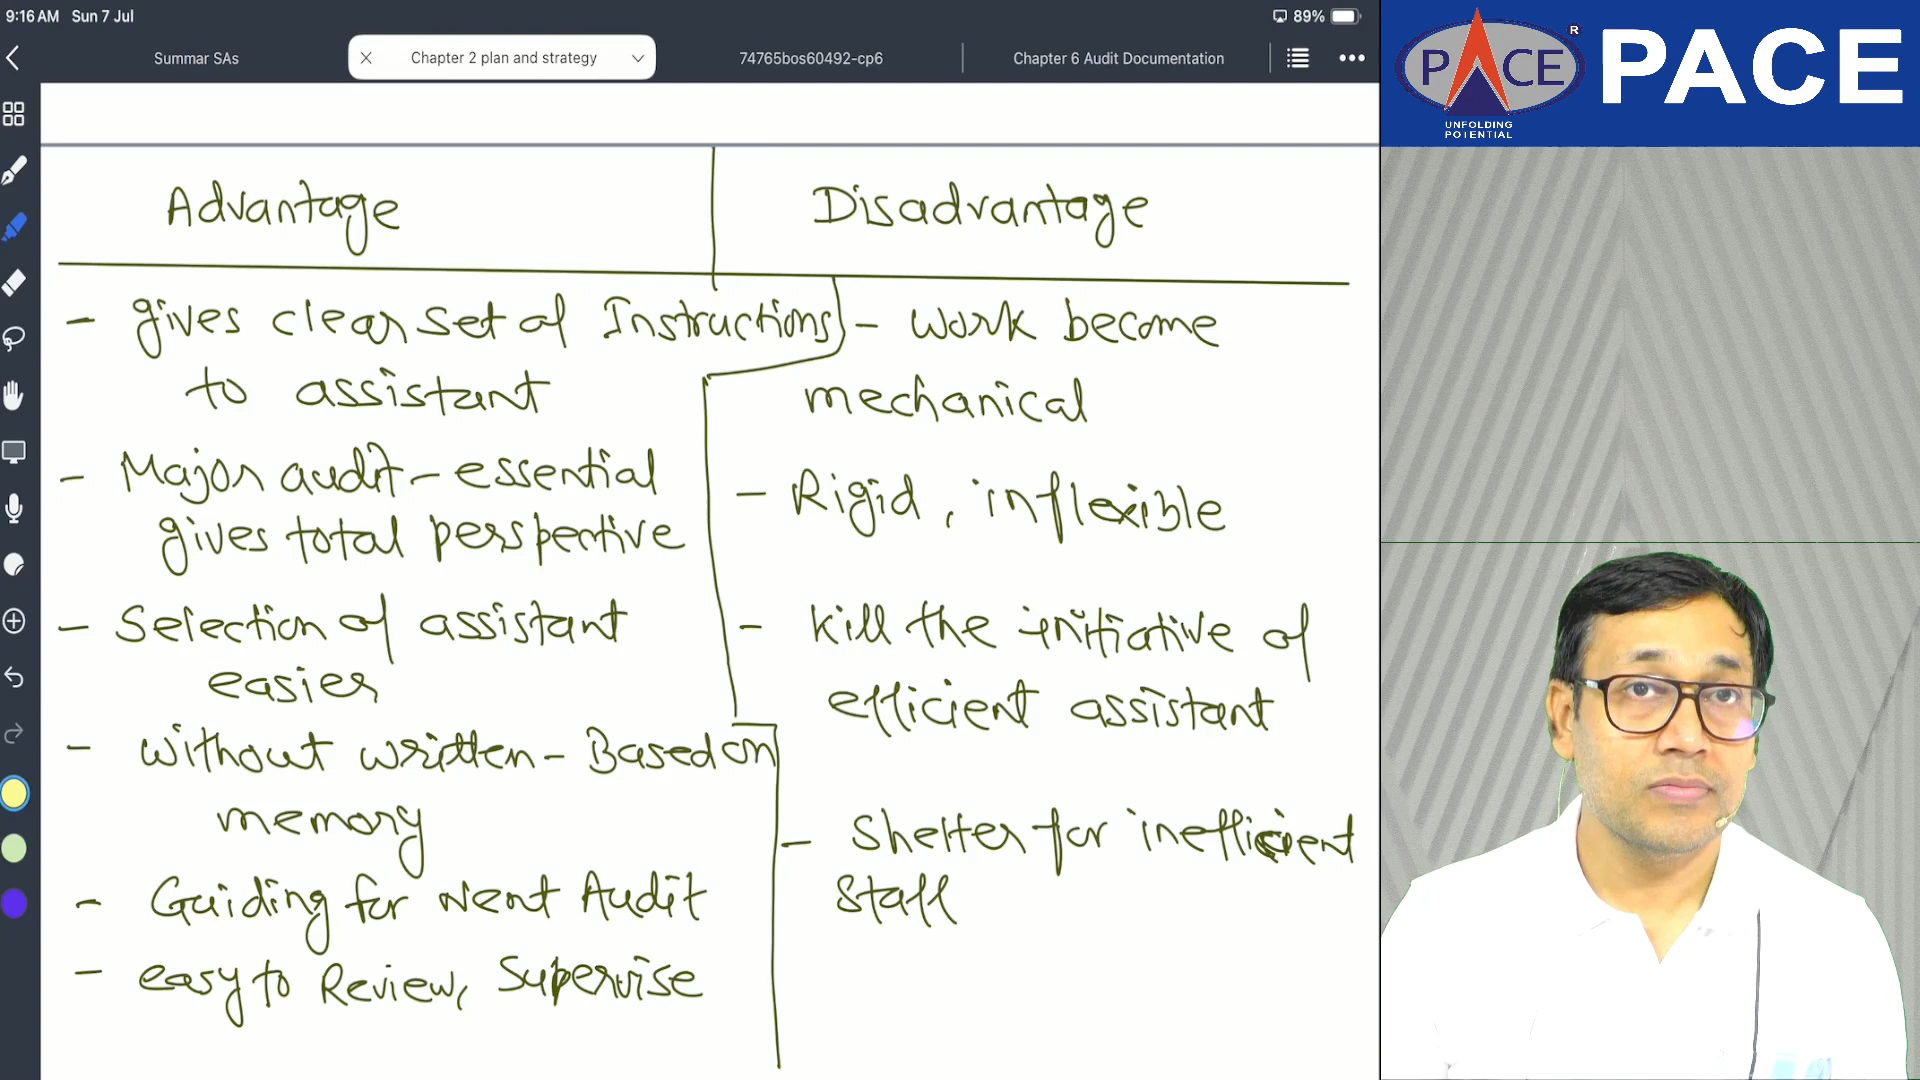 9:16 AM Sun 7 Jul
89%
Summar SAs
Chapter 2 plan and strategy
74765bos60492-cp6
Chapter 6 Audit Documentation
PACE
R
PACE
UNFOLDING
POTENTIAL
Advantage
Disadvantage
- gives clear set of Instructions
to assistant
- Major audit - essential
gives total perspective
- Selection of assistant
easier
- without written - Based on
memory
- Guiding for Next Audit
- easy to Review, Supervise
- work become
mechanical
- Rigid, inflexible
- kill the initiative of
efficient assistant
- Shelter for inefficient
staff